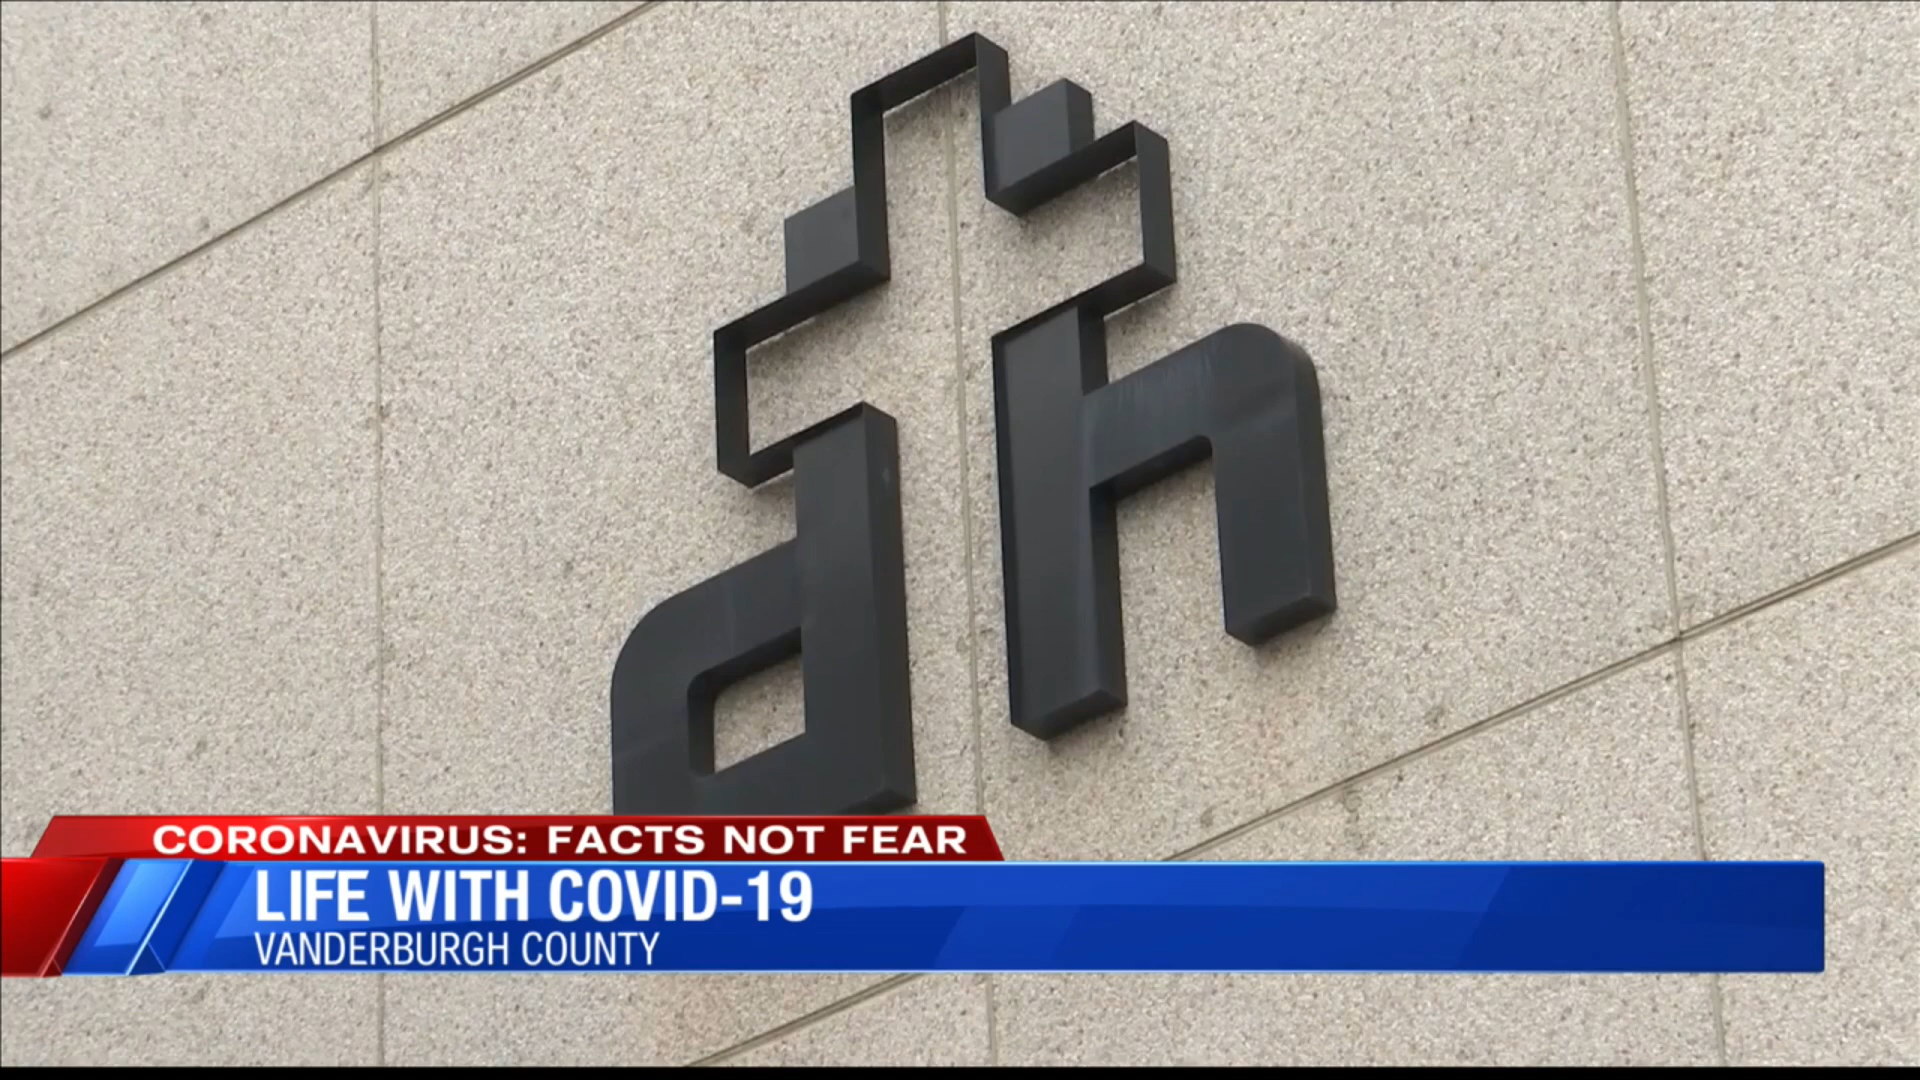 dh
CORONAVIRUS: FACTS NOT FEAR
LIFE WITH COVID-19
VANDERBURGH COUNTY